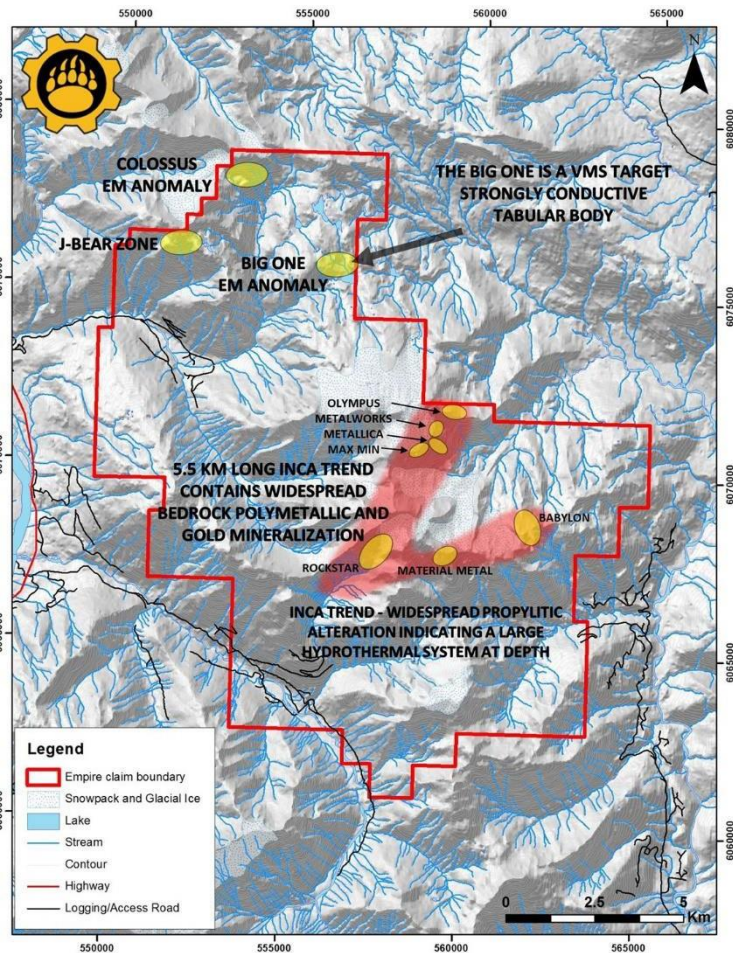 550000 555000 560000 565000
N
6080000
COLOSSUS
EM ANOMALY
THE BIG ONE IS A VMS TARGET
STRONGLY CONDUCTIVE
TABULAR BODY
J-BEAR ZONE
BIG ONE
EM ANOMALY
6075000
OLYMPUS
METALWORKS
METALLICA
MAX MIN
5.5 KM LONG INCA TREND
CONTAINS WIDESPREAD
BEDROCK POLYMETALLIC AND
GOLD MINERALIZATION
6070000
BABYLON
ROCKSTAR
MATERIAL METAL
INCA TREND - WIDESPREAD PROPYLITIC
ALTERATION INDICATING A LARGE
HYDROTHERMAL SYSTEM AT DEPTH
6065000
Legend
Empire claim boundary
Snowpack and Glacial Ice
Lake
Stream
Contour
Highway
Logging/Access Road
6060000
0 2.5 5
Km
550000 555000 560000 565000